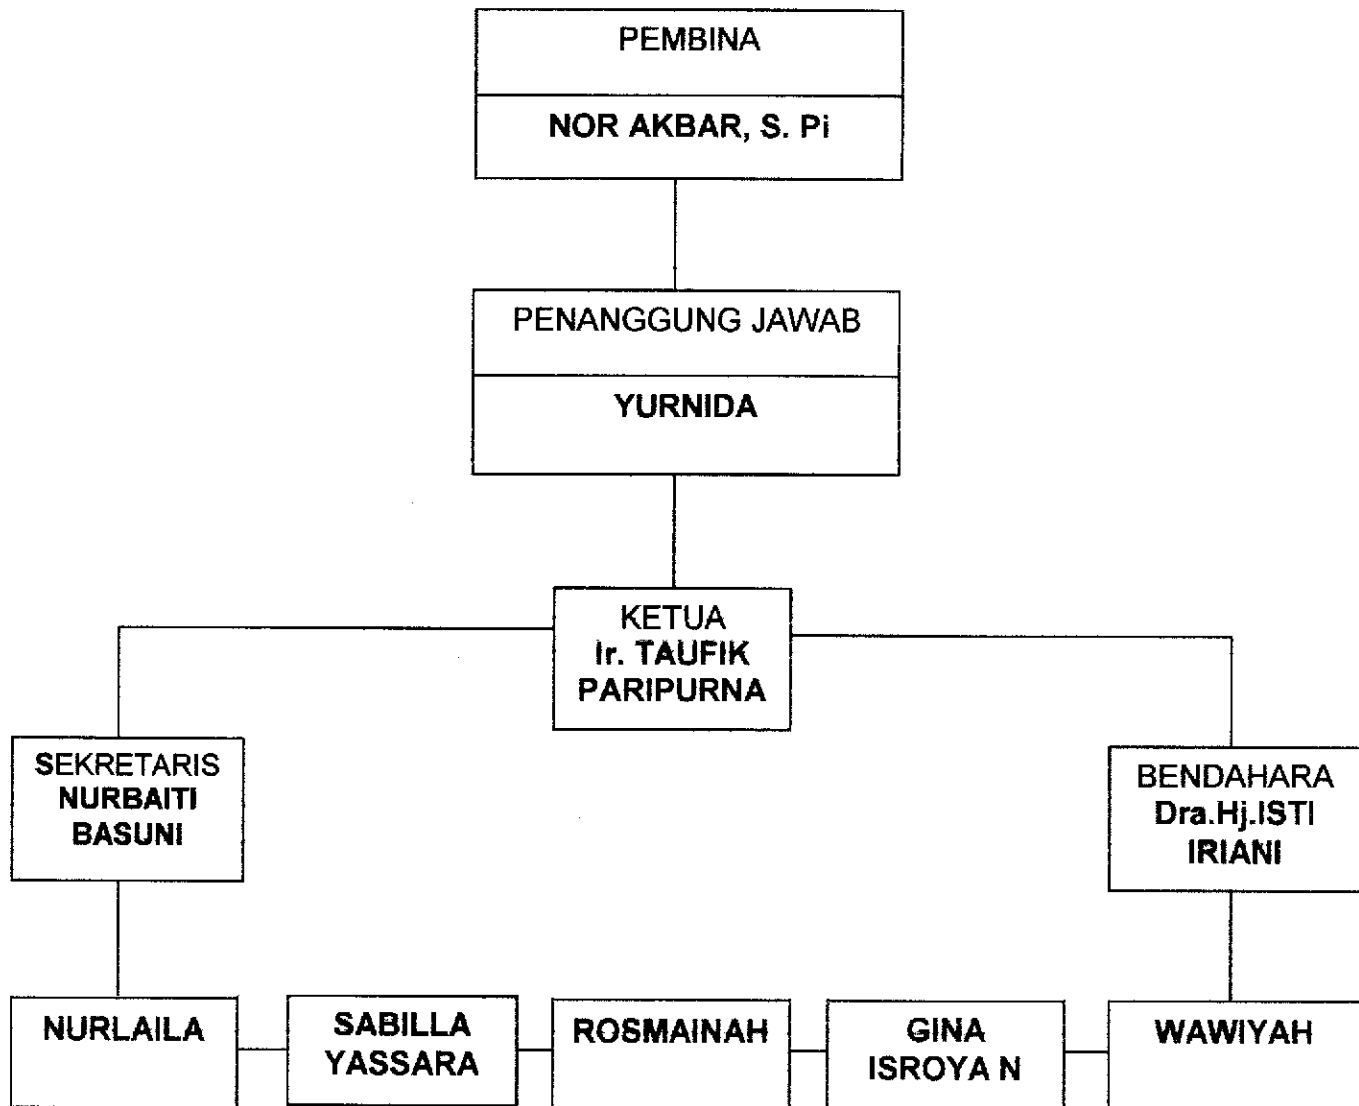 PEMBINA
NOR AKBAR, S. Pi
PENANGGUNG JAWAB
YURNIDA
KETUA
Ir. TAUFIK
PARIPURNA
SEKRETARIS
NURBAITI
BASUNI
BENDAHARA
Dra.Hj.ISTI
IRIANI
NURLAILA
SABILLA
YASSARA
ROSMAINAH
GINA
ISROYA N
WAWIYAH